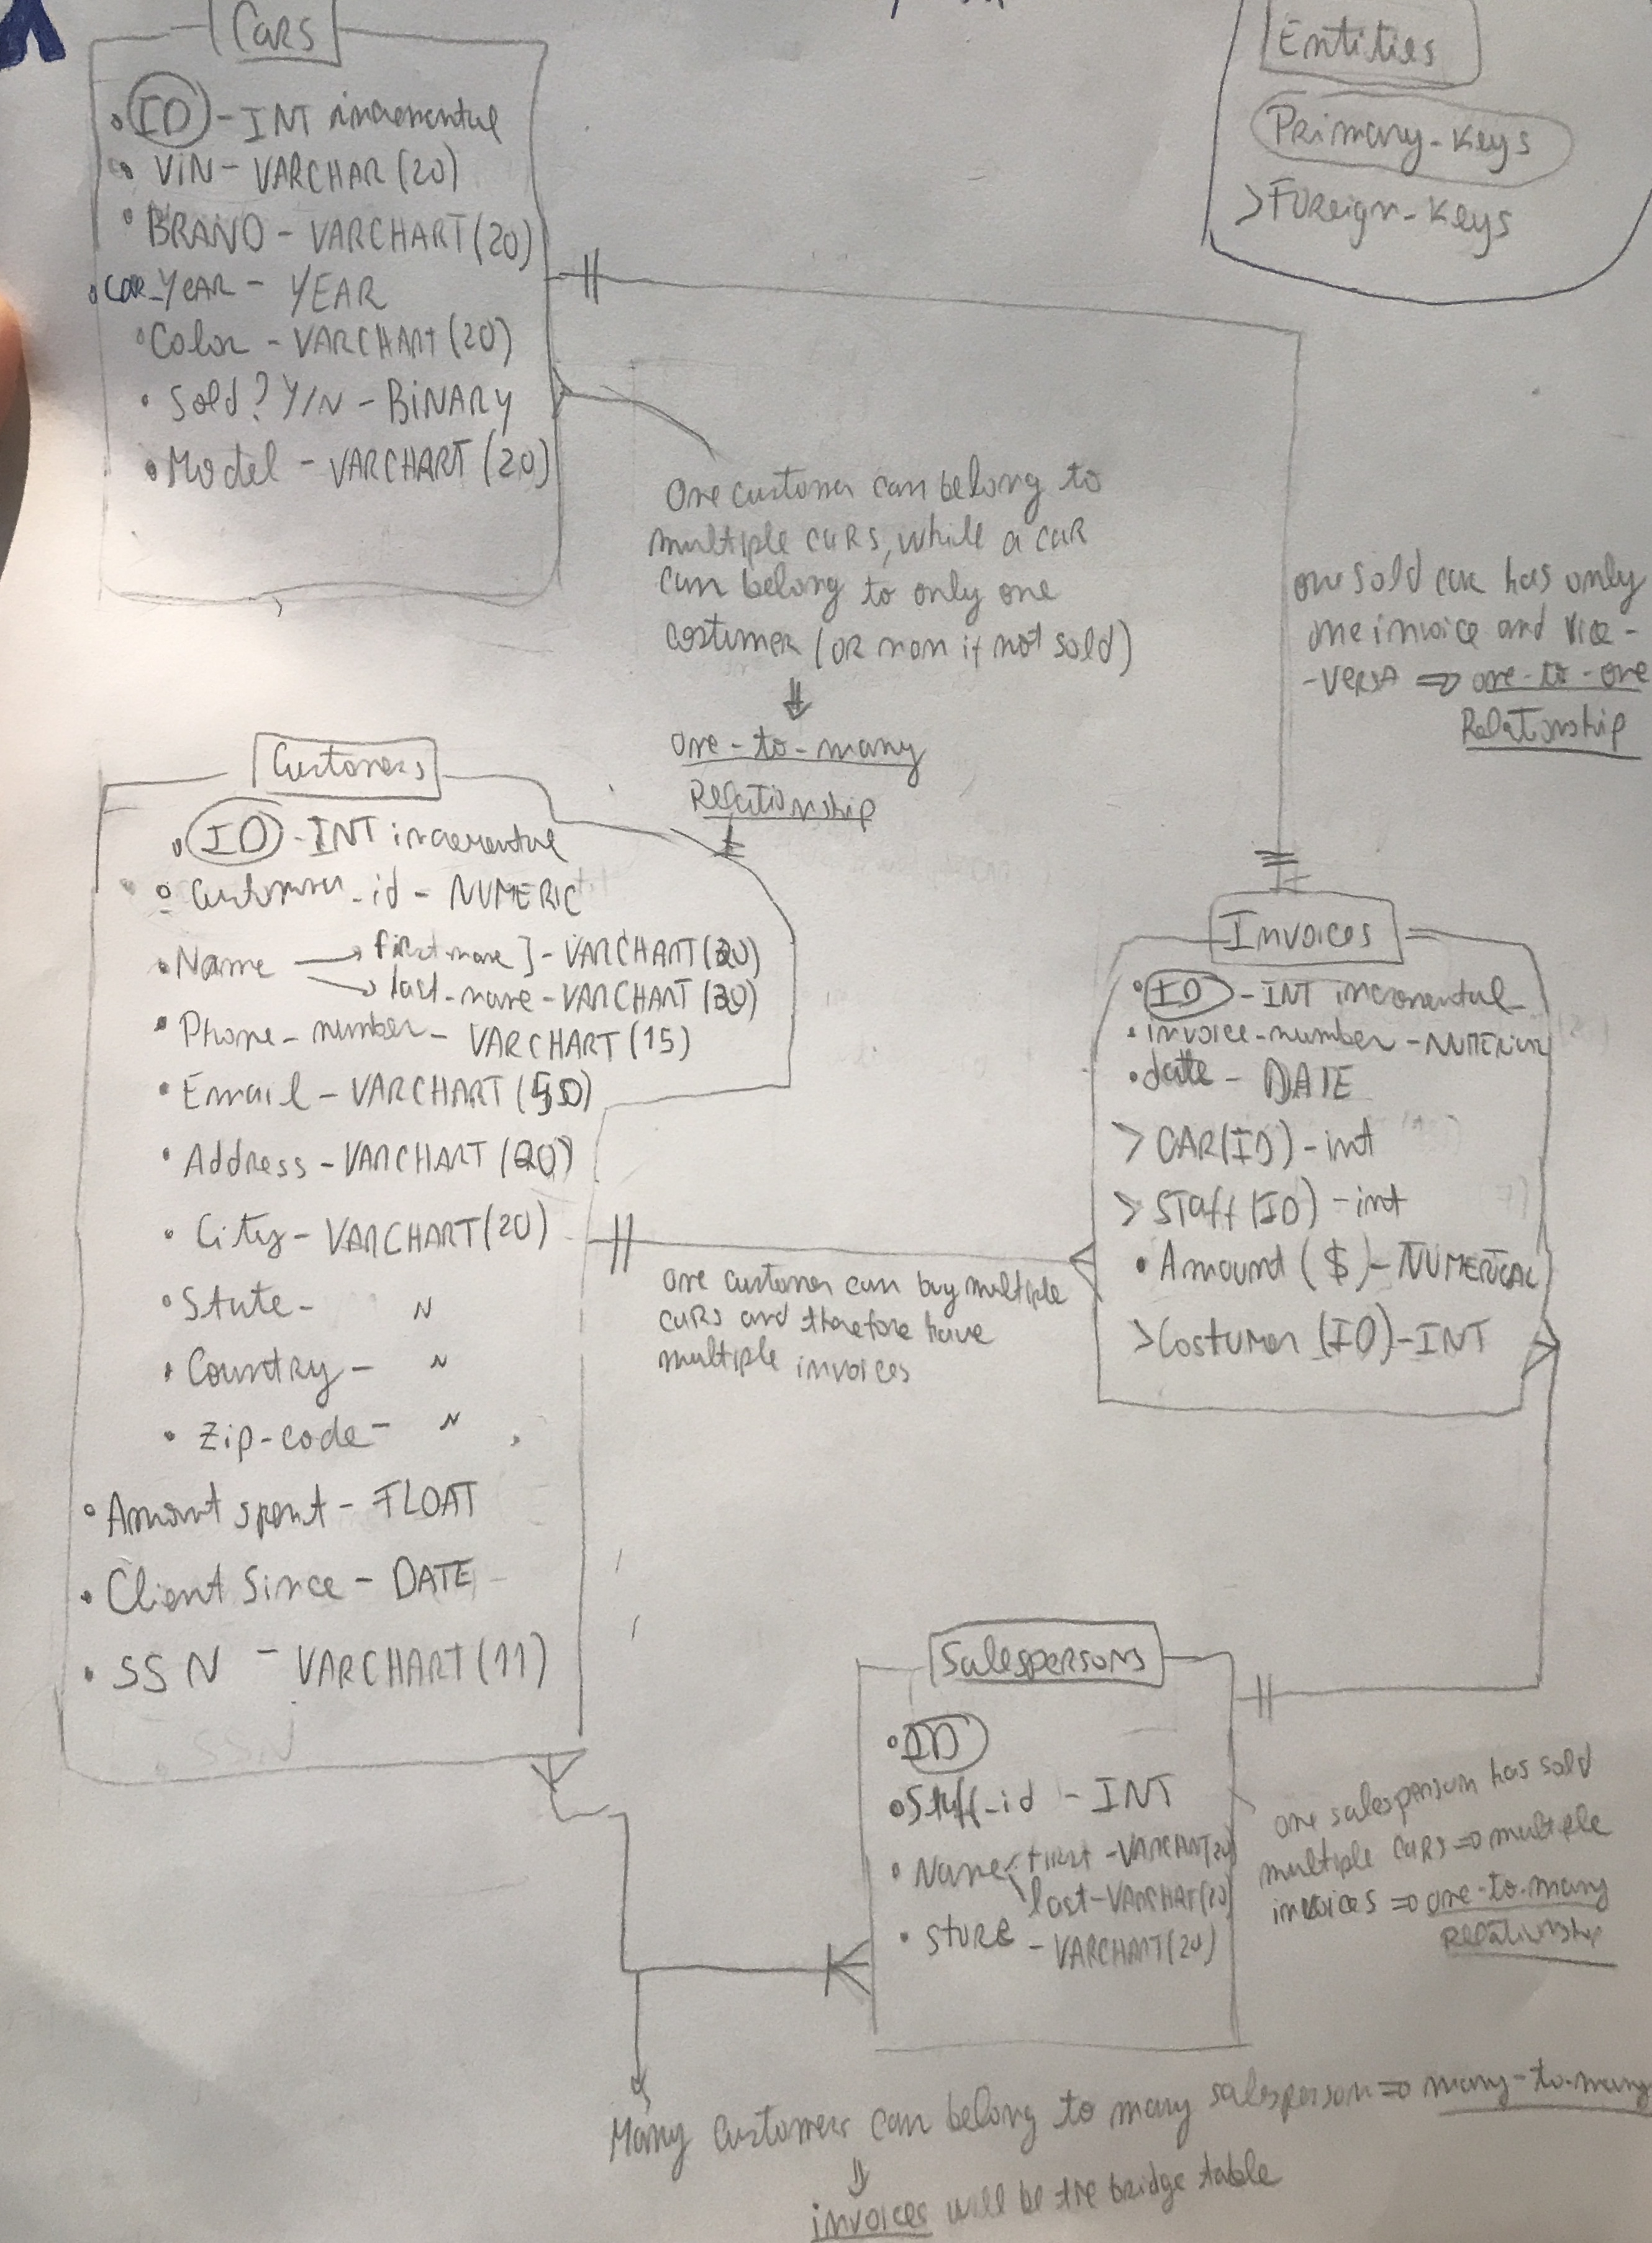 Cars
ID - INT incremental
VIN - VARCHAR (20)
BRAND - VARCHART (20)
CAR_YEAR - YEAR
Color - VARCHART (20)
Sold? Y/N - BINARY
Model - VARCHART (20)
Entities
Primary-Keys
>Foreign-Keys
One customer can belong to
multiple cars, while a car
can belong to only one
costumer (or non if not sold)
⇓
one-to-many
Relationship
one sold car has only
one invoice and vice-
-versa ⇒ one-to-one
Relationship
Customers
ID - INT incremental
Customer_id - NUMERIC
Name → first name ] - VARCHART (20)
→ last-name - VARCHART (30)
Phone-number - VARCHART (15)
Email - VARCHART (50)
Address - VARCHART (20)
City - VARCHART (20)
State - "
Country - "
Zip-code - "
Amount spent - FLOAT
Client Since - DATE
SSN - VARCHART (11)
SSN
one customer can buy multiple
cars and therefore have
multiple invoices
Invoices
ID - INT incremental
invoice-number -
date - DATE
> CAR(ID) - int
> Staff (ID) - int
Amound ($) - NUMERICAL
>Costumer (ID) - INT
Salespersons
ID
Staff_id - INT
Name first - VARCHART(20)
last - VARCHAT(20)
store - VARCHART(20)
one salesperson has sold
multiple cars ⇒ multiple
invoices ⇒ one-to-many
Relationship
Many customers can belong to many salesperson ⇒ many-to-many
⇓
invoices will be the bridge table